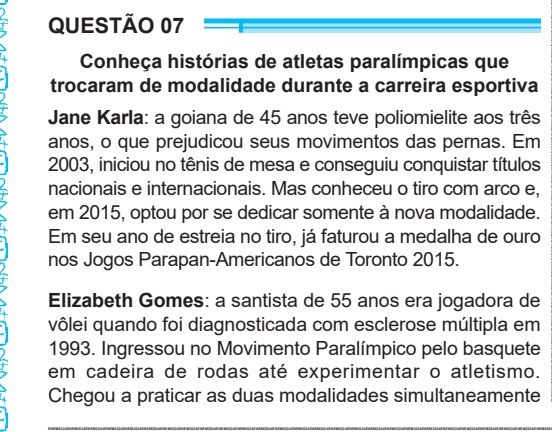 QUESTÃO 07
Conheça histórias de atletas paralímpicas que
trocaram de modalidade durante a carreira esportiva
Jane Karla: a goiana de 45 anos teve poliomielite aos três
anos, o que prejudicou seus movimentos das pernas. Em
2003, iniciou no tênis de mesa e conseguiu conquistar títulos
nacionais e internacionais. Mas conheceu o tiro com arco e,
em 2015, optou por se dedicar somente à nova modalidade.
Em seu ano de estreia no tiro, já faturou a medalha de ouro
nos Jogos Parapan-Americanos de Toronto 2015.
Elizabeth Gomes: a santista de 55 anos era jogadora de
vôlei quando foi diagnosticada com esclerose múltipla em
1993. Ingressou no Movimento Paralímpico pelo basquete
em cadeira de rodas até experimentar o atletismo.
Chegou a praticar as duas modalidades simultaneamente